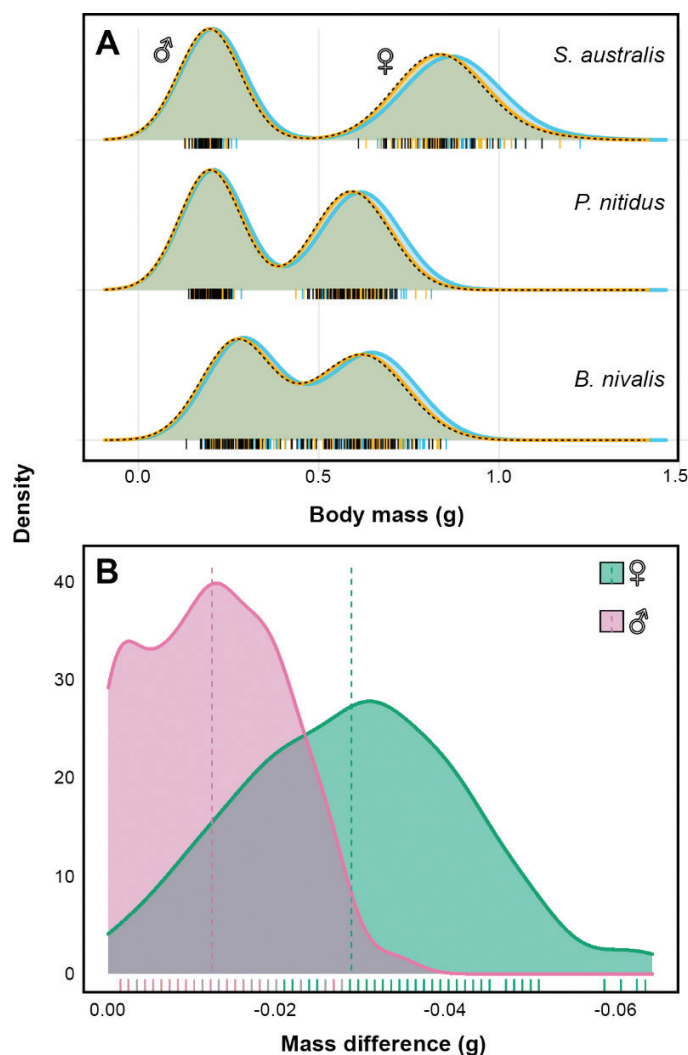 A
♂
♀
S. australis
P. nitidus
B. nivalis
0.0 0.5 1.0 1.5
Body mass (g)
Density
B
♀
♂
40
30
20
10
0
0.00 -0.02 -0.04 -0.06
Mass difference (g)